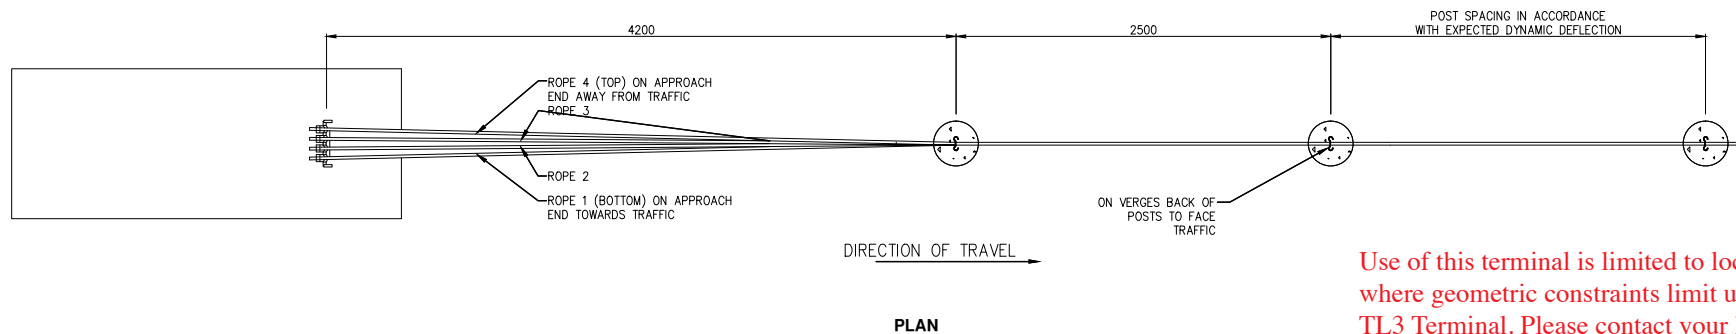 POST SPACING IN ACCORDANCE
WITH EXPECTED DYNAMIC DEFLECTION
4200
2500
ROPE 4 (TOP) ON APPROACH
END AWAY FROM TRAFFIC
ROPE 3
ROPE 2
ROPE 1 (BOTTOM) ON APPROACH
END TOWARDS TRAFFIC
ON VERGES BACK OF
POSTS TO FACE
TRAFFIC
DIRECTION OF TRAVEL
Use of this terminal is limited to
where geometric constraints limit
TL3 Terminal. Please contact your
PLAN